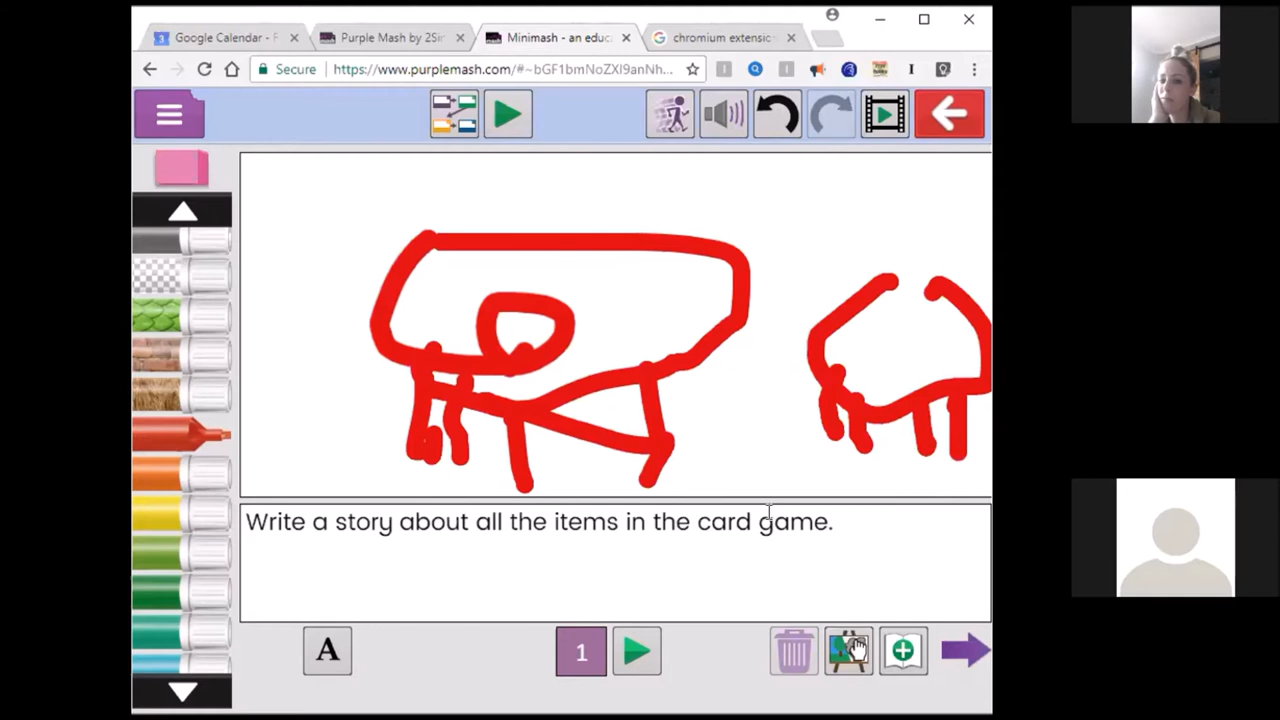 Google Calendar - F
Purple Mash by 2Sim
Minimash - an educ
chromium extensio
Secure
https://www.purplemash.com/#~bGF1bmNoZXI9anNh...
Write a story about all the items in the card game.
A
1